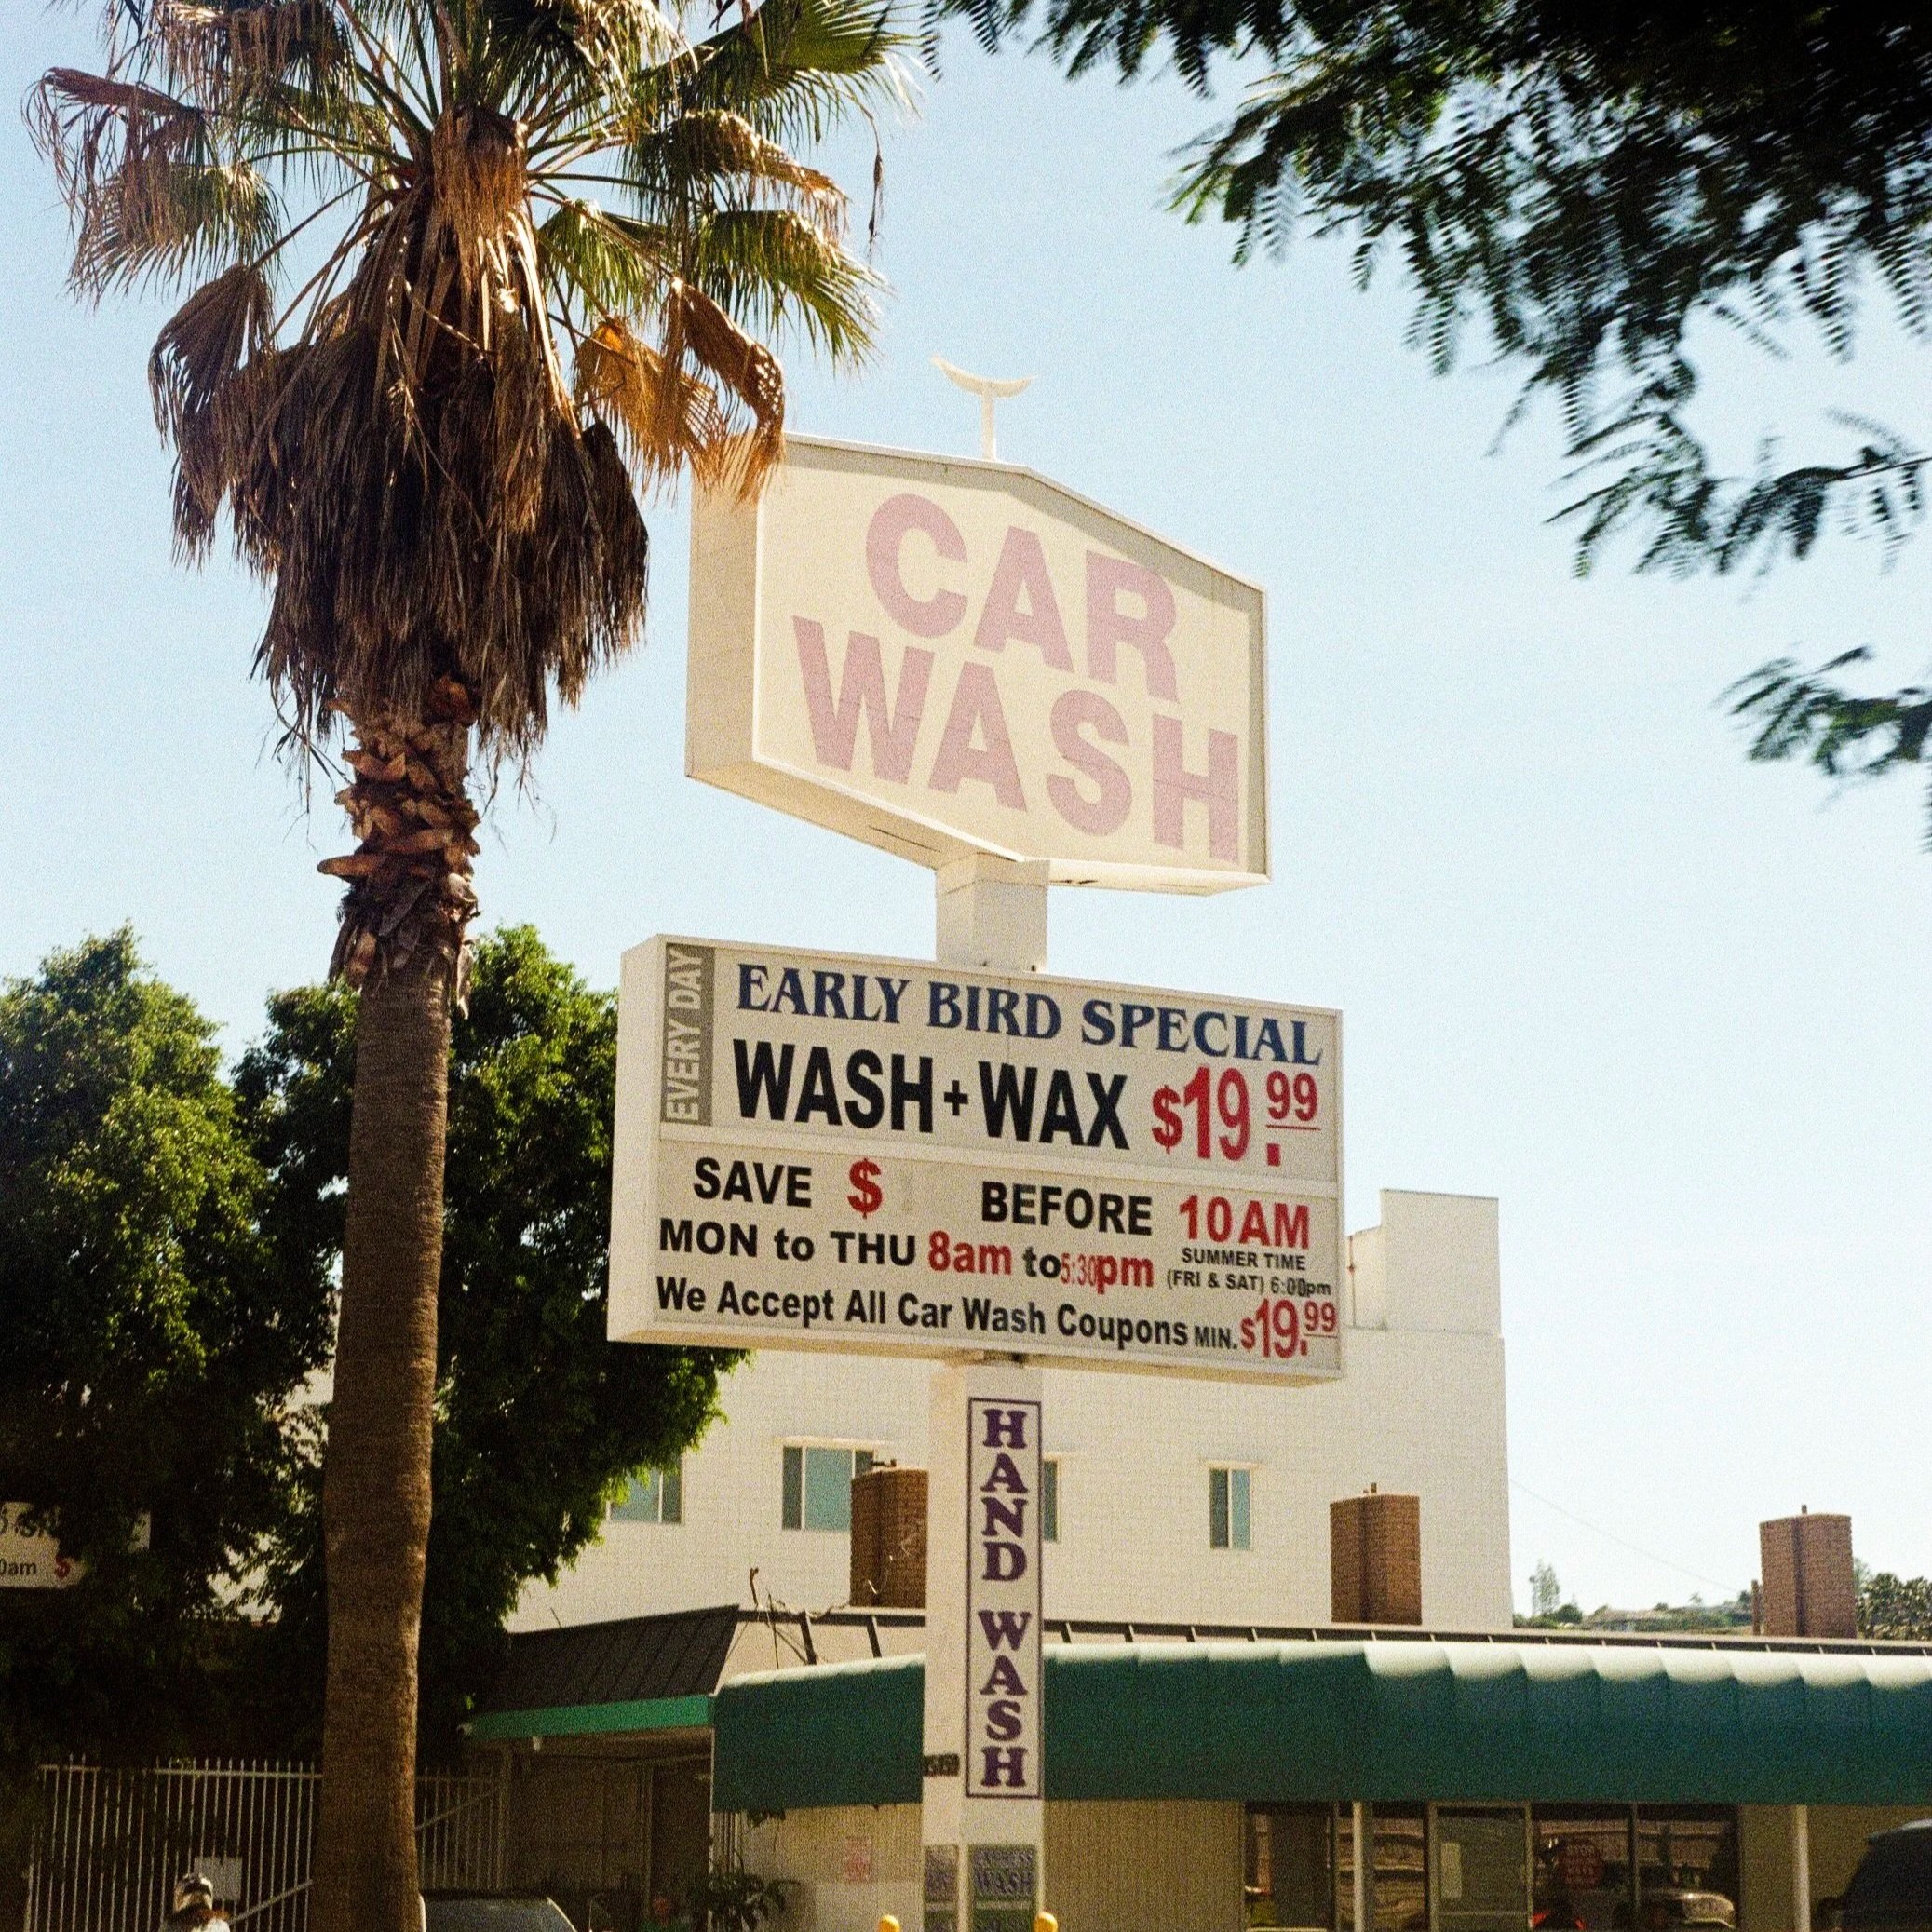 CAR
WASH
EVERY DAY
EARLY BIRD SPECIAL
WASH+WAX $19.99
SAVE $ BEFORE 10AM
MON to THU 8am to 5:30pm
SUMMER TIME
(FRI & SAT) 6:00pm
We Accept All Car Wash Coupons MIN. $19.99
HAND WASH
0am $
WASH